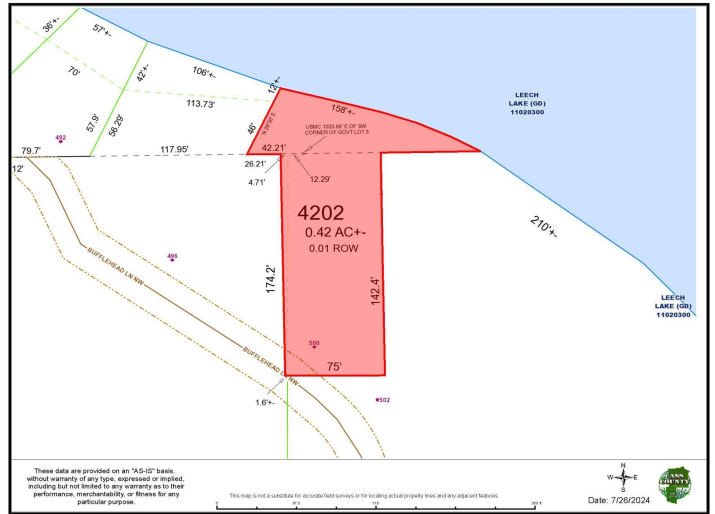 36'+-
57'+-
70'
42'+-
106'+-
113.73'
12'+-
158'+-
LEECH
LAKE (GD)
11020300
57.9'
56.29'
46'
N 29°00' E
USMC 1023.66' E OF SW
CORNER OF GOVT LOT 3
492
79.7'
117.95'
42.21'
26.21'
12'
4.71'
12.29'
4202
0.42 AC+-
0.01 ROW
210'+-
496
BUFFLEHEAD LN NW
174.2'
142.4'
LEECH
LAKE (GD)
11020300
500
BUFFLEHEAD LN NW
75'
1.6'+-
502
These data are provided on an "AS-IS" basis,
without warranty of any type, expressed or implied,
including but not limited to any warranty as to their
performance, merchantability, or fitness for any
particular purpose.
This map is not a substitute for accurate field surveys or for locating actual property lines and any adjacent features.
N
W
E
S
Date: 7/26/2024
CASS
COUNTY